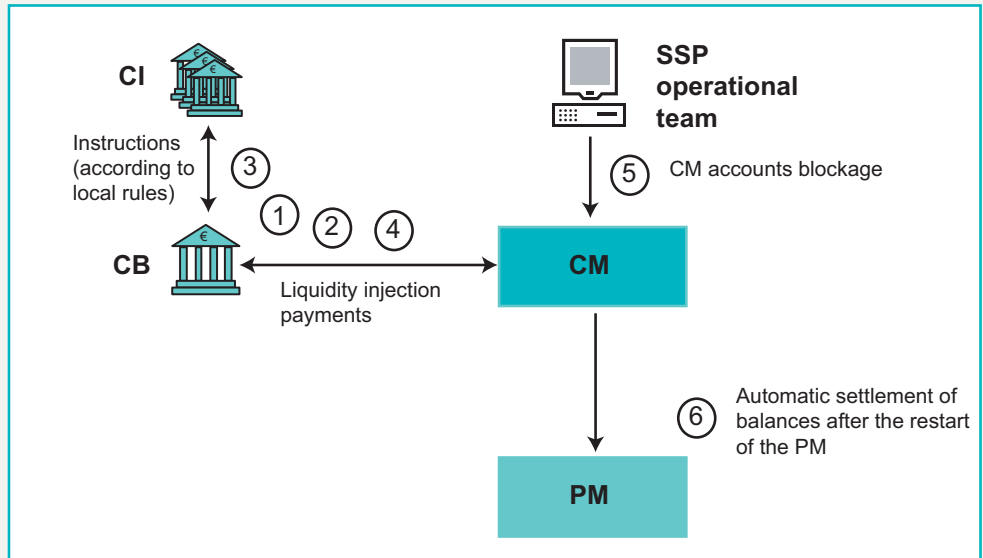 CI
€
€
€
SSP
operational
team
Instructions
(according to
local rules)
3
5
CM accounts blockage
1
2
4
€
CB
CM
Liquidity injection
payments
6
Automatic settlement of
balances after the restart
of the PM
PM